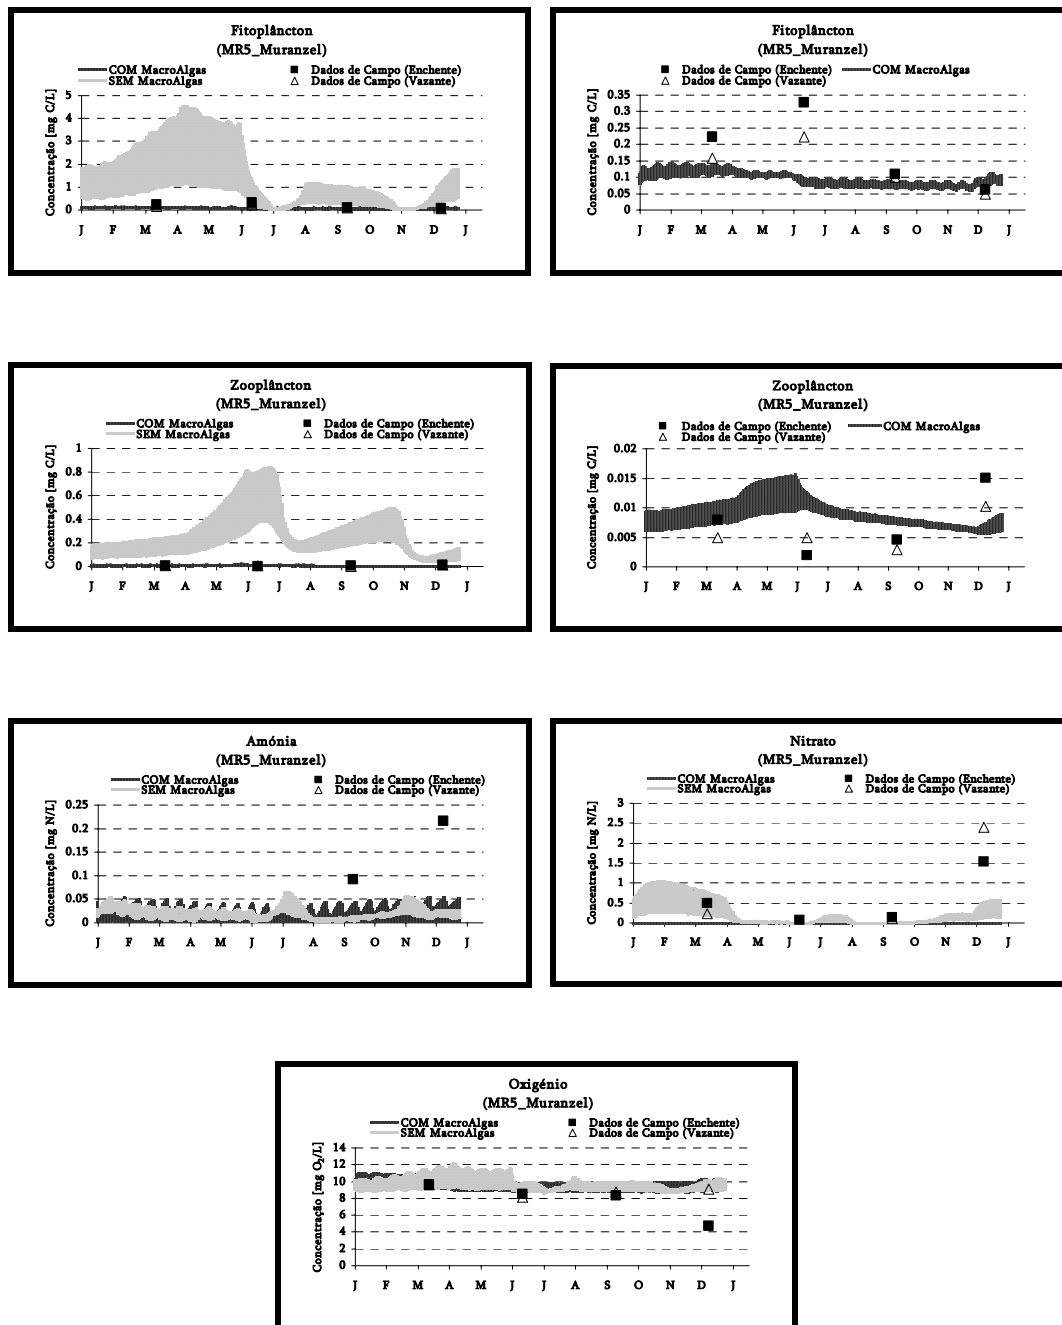 Fitoplâncton
(MR5_Muranzel)
COM MacroAlgas
Dados de Campo (Enchente)
SEM MacroAlgas
Dados de Campo (Vazante)
Concentração [mg C/L]
5
4
3
2
1
0
J F M A M J J A S O N D J
Fitoplâncton
(MR5_Muranzel)
Dados de Campo (Enchente)
COM MacroAlgas
Dados de Campo (Vazante)
Concentração [mg C/L]
0.35
0.3
0.25
0.2
0.15
0.1
0.05
0
J F M A M J J A S O N D J
Zooplâncton
(MR5_Muranzel)
COM MacroAlgas
Dados de Campo (Enchente)
SEM MacroAlgas
Dados de Campo (Vazante)
Concentração [mg C/L]
1
0.8
0.6
0.4
0.2
0
J F M A M J J A S O N D J
Zooplâncton
(MR5_Muranzel)
Dados de Campo (Enchente)
COM MacroAlgas
Dados de Campo (Vazante)
Concentração [mg C/L]
0.02
0.015
0.01
0.005
0
J F M A M J J A S O N D J
Amónia
(MR5_Muranzel)
COM MacroAlgas
Dados de Campo (Enchente)
SEM MacroAlgas
Dados de Campo (Vazante)
Concentração [mg N/L]
0.25
0.2
0.15
0.1
0.05
0
J F M A M J J A S O N D J
Nitrato
(MR5_Muranzel)
COM MacroAlgas
Dados de Campo (Enchente)
SEM MacroAlgas
Dados de Campo (Vazante)
Concentração [mg N/L]
3
2.5
2
1.5
1
0.5
0
J F M A M J J A S O N D J
Oxigénio
(MR5_Muranzel)
COM MacroAlgas
Dados de Campo (Enchente)
SEM MacroAlgas
Dados de Campo (Vazante)
Concentração [mg O₂/L]
14
12
10
8
6
4
2
0
J F M A M J J A S O N D J